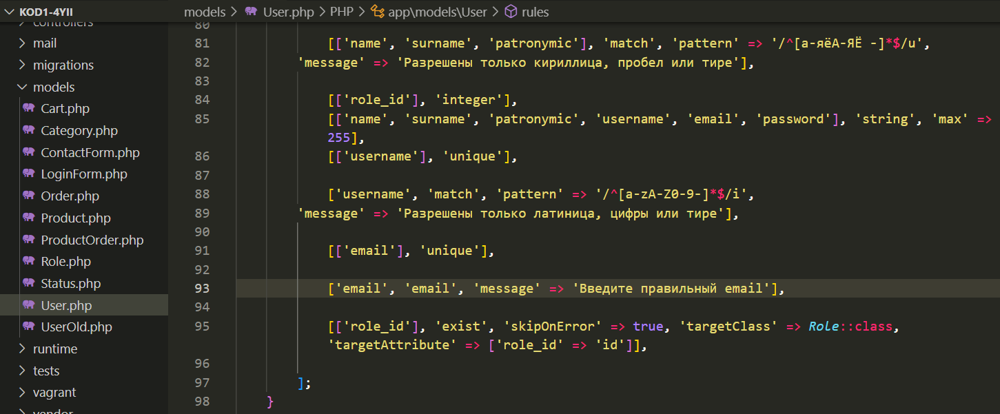 KOD1-4YII
controllers
mail
migrations
models
Cart.php
Category.php
ContactForm.php
LoginForm.php
Order.php
Product.php
ProductOrder.php
Role.php
Status.php
User.php
UserOld.php
runtime
tests
vagrant
vendor
models > User.php > PHP > app\models\User > rules
80
81 [['name', 'surname', 'patronymic'], 'match', 'pattern' => '/^[а-яёА-ЯЁ -]*$/u',
82 'message' => 'Разрешены только кириллица, пробел или тире'],
83
84 [['role_id'], 'integer'],
85 [['name', 'surname', 'patronymic', 'username', 'email', 'password'], 'string', 'max' =>
255],
86 [['username'], 'unique'],
87
88 ['username', 'match', 'pattern' => '/^[a-zA-Z0-9-]*$/i',
89 'message' => 'Разрешены только латиница, цифры или тире'],
90
91 [['email'], 'unique'],
92
93 ['email', 'email', 'message' => 'Введите правильный email'],
94
95 [['role_id'], 'exist', 'skipOnError' => true, 'targetClass' => Role::class,
'targetAttribute' => ['role_id' => 'id']],
96
97 ];
98 }